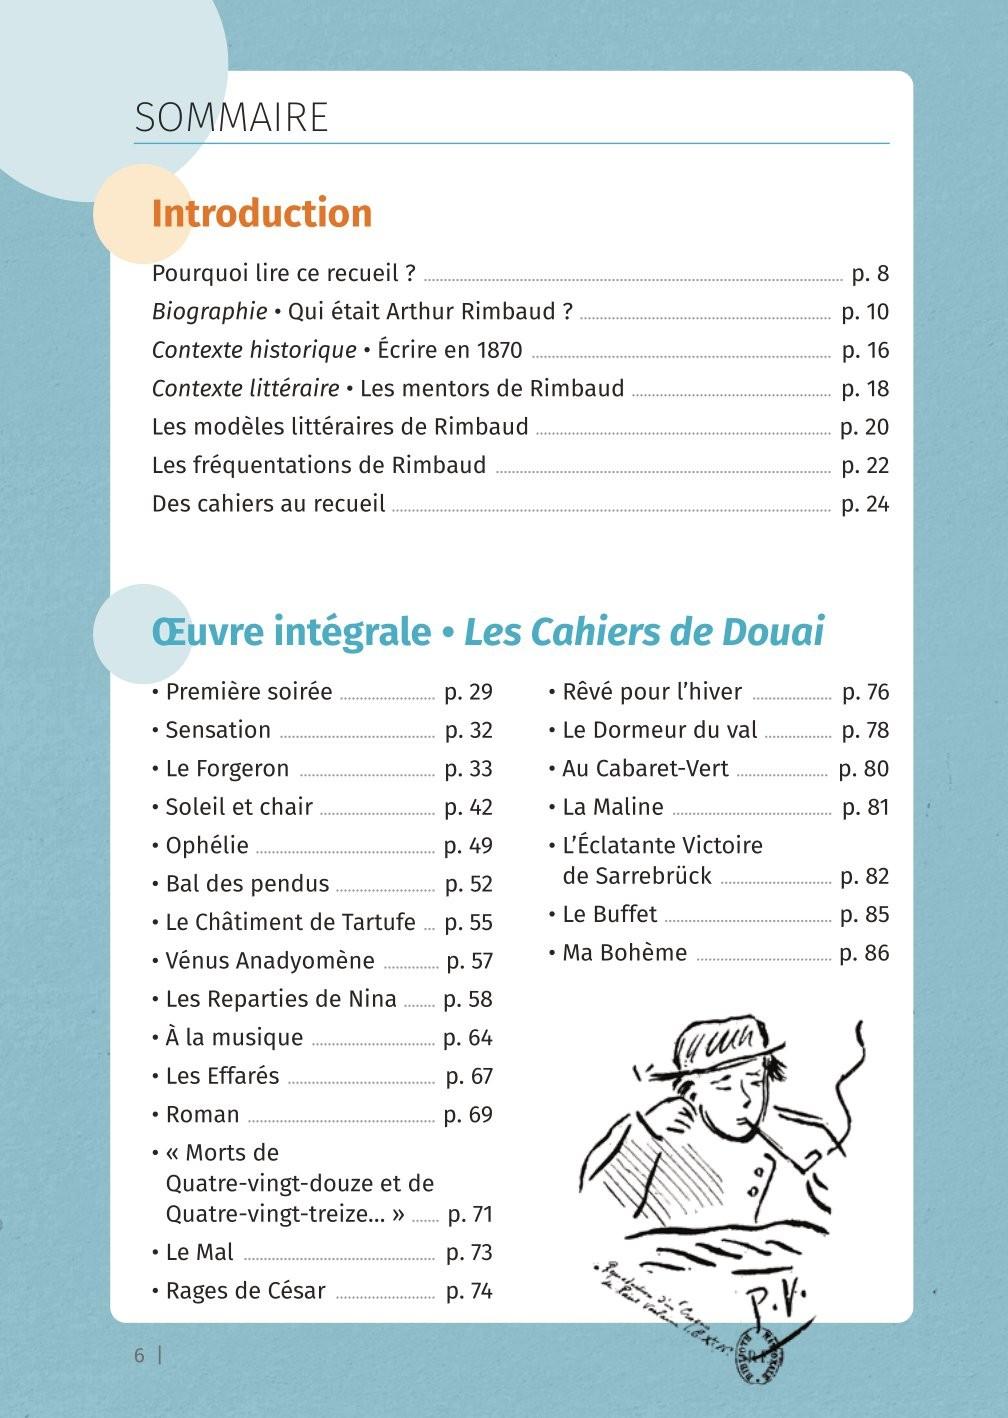 SOMMAIRE
Introduction
Pourquoi lire ce recueil ? p. 8
Biographie • Qui était Arthur Rimbaud ? p. 10
Contexte historique • Écrire en 1870 p. 16
Contexte littéraire • Les mentors de Rimbaud p. 18
Les modèles littéraires de Rimbaud p. 20
Les fréquentations de Rimbaud p. 22
Des cahiers au recueil p. 24
Œuvre intégrale • Les Cahiers de Douai
• Première soirée p. 29
• Sensation p. 32
• Le Forgeron p. 33
• Soleil et chair p. 42
• Ophélie p. 49
• Bal des pendus p. 52
• Le Châtiment de Tartufe p. 55
• Vénus Anadyomène p. 57
• Les Reparties de Nina p. 58
• À la musique p. 64
• Les Effarés p. 67
• Roman p. 69
• « Morts de
Quatre-vingt-douze et de
Quatre-vingt-treize... » p. 71
• Le Mal p. 73
• Rages de César p. 74
• Rêvé pour l'hiver p. 76
• Le Dormeur du val p. 78
• Au Cabaret-Vert p. 80
• La Maline p. 81
• L'Éclatante Victoire
de Sarrebrück p. 82
• Le Buffet p. 85
• Ma Bohème p. 86
P.V.
6 |